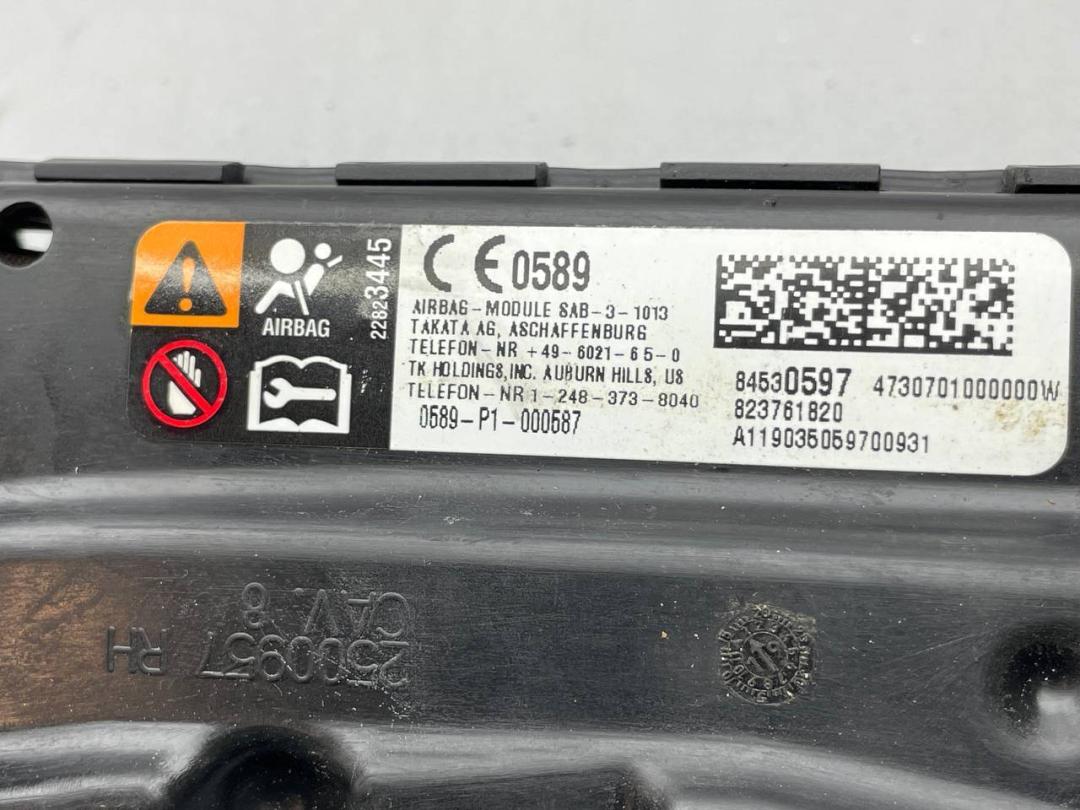 AIRBAG
22823445
CE 0589
AIRBAG-MODULE SAB-3-1013
TAKATA AG, ASCHAFFENBURG
TELEFON-NR +49-6021-65-0
TK HOLDINGS,INC. AUBURN HILLS, US
TELEFON-NR 1-248-373-8040
0589-P1-000587
84530597 4730701000000W
823761820
A119035059700931
2500957 RH
CAV. 8